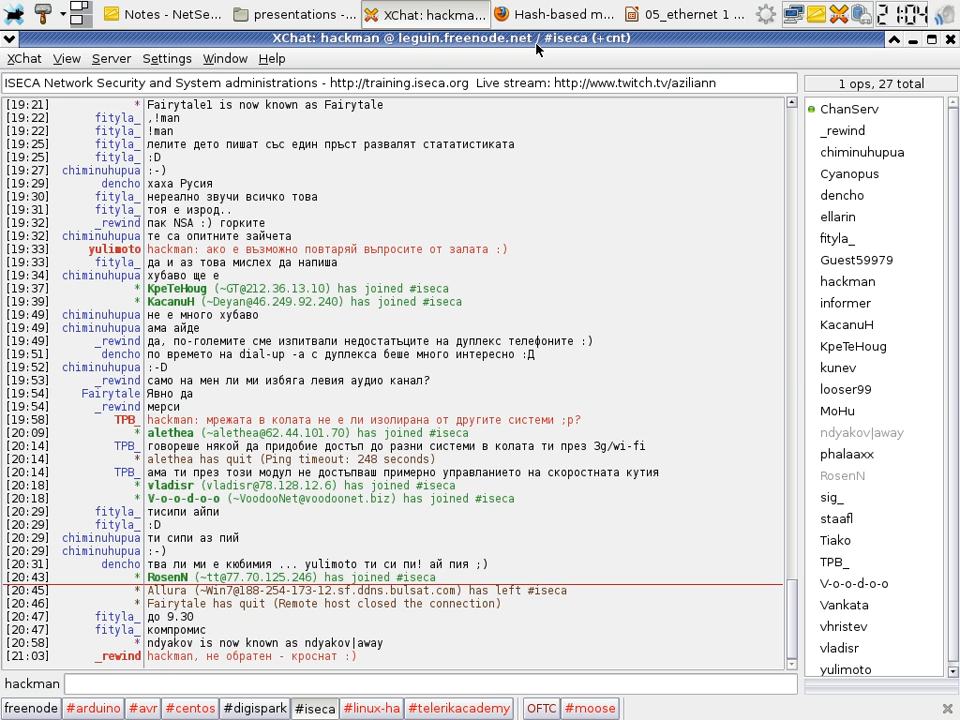 Notes - NetSe...
presentations -...
XChat: hackma...
Hash-based m...
05_ethernet 1 ...
21:04
XChat: hackman @ leguin.freenode.net / #iseca (+cnt)
XChat View Server Settings Window Help
ISECA Network Security and System administrations - http://training.iseca.org Live stream: http://www.twitch.tv/aziliann
1 ops, 27 total
[19:21] * Fairytale1 is now known as Fairytale
[19:22] fityla_ ,!man
[19:22] fityla_ !man
[19:25] fityla_ лелите дето пишат със един пръст развалят стататистиката
[19:25] fityla_ :D
[19:27] chiminuhupua :-)
[19:29] dencho хаха Русия
[19:30] fityla_ нереално звучи всичко това
[19:31] fityla_ тоя е изрод..
[19:32] _rewind пак NSA :) горките
[19:32] chiminuhupua те са опитните зайчета
[19:33] yulimoto hackman: ако е възможно повтаряй въпросите от залата :)
[19:33] fityla_ да и аз това мислех да напиша
[19:34] chiminuhupua хубаво ще е
[19:37] * KpeTeHoug (~GT@212.36.13.10) has joined #iseca
[19:39] * KacanuH (~Deyan@46.249.92.240) has joined #iseca
[19:49] chiminuhupua не е много хубаво
[19:49] chiminuhupua ама айде
[19:49] _rewind да, по-големите сме изпитвали недостатъците на дуплекс телефоните :)
[19:51] dencho по времето на dial-up -а с дуплекса беше много интересно :Д
[19:52] chiminuhupua :-D
[19:53] _rewind само на мен ли ми избяга левия аудио канал?
[19:54] Fairytale Явно да
[19:54] _rewind мерси
[19:58] TPB_ hackman: мрежата в колата не е ли изолирана от другите системи ;р?
[20:09] * alethea (~alethea@62.44.101.70) has joined #iseca
[20:14] TPB_ говореше някой да придобие достъп до разни системи в колата ти през 3g/wi-fi
[20:14] * alethea has quit (Ping timeout: 248 seconds)
[20:14] TPB_ ама ти през този модул не достъпваш примерно управланието на скоростната кутия
[20:18] * vladisr (vladisr@78.128.12.6) has joined #iseca
[20:18] * V-o-o-d-o-o (~VoodooNet@voodoonet.biz) has joined #iseca
[20:29] fityla_ тисипи айпи
[20:29] fityla_ :D
[20:29] chiminuhupua ти сипи аз пий
[20:29] chiminuhupua :-)
[20:31] dencho тва ли ми е кюбимия ... yulimoto ти си пи! ай пия ;)
[20:43] * RosenN (~tt@77.70.125.246) has joined #iseca
[20:45] * Allura (~Win7@188-254-173-12.sf.ddns.bulsat.com) has left #iseca
[20:46] * Fairytale has quit (Remote host closed the connection)
[20:47] fityla_ до 9.30
[20:47] fityla_ компромис
[20:58] * ndyakov is now known as ndyakov|away
[21:03] _rewind hackman, не обратен - кроснат :)
ChanServ
_rewind
chiminuhupua
Cyanopus
dencho
ellarin
fityla_
Guest59979
hackman
informer
KacanuH
KpeTeHoug
kunev
looser99
MoHu
ndyakov|away
phalaaxx
RosenN
sig_
staafl
Tiako
TPB_
V-o-o-d-o-o
Vankata
vhristev
vladisr
yulimoto
hackman
freenode #arduino #avr #centos #digispark #iseca #linux-ha #telerikacademy OFTC #moose